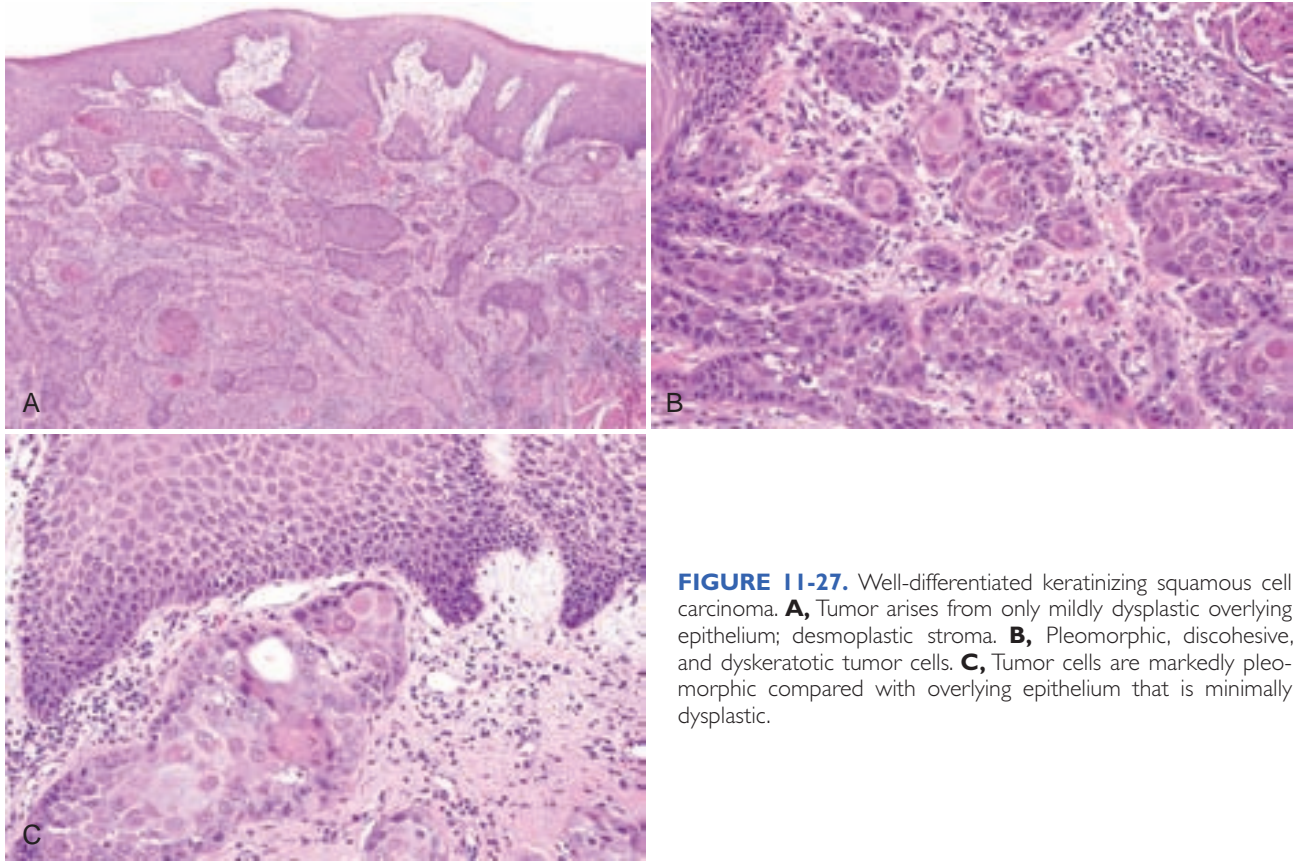 A
B
C
FIGURE 11-27. Well-differentiated keratinizing squamous cell
carcinoma. A, Tumor arises from only mildly dysplastic overlying
epithelium; desmoplastic stroma. B, Pleomorphic, discohesive,
and dyskeratotic tumor cells. C, Tumor cells are markedly pleo-
morphic compared with overlying epithelium that is minimally
dysplastic.